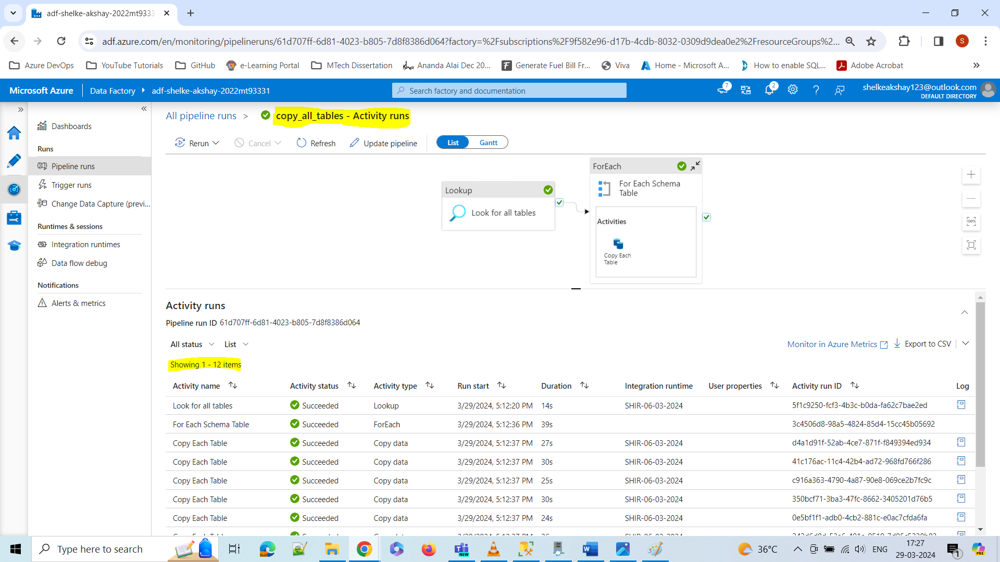 adf-shelke-akshay-2022mt9333
adf.azure.com/en/monitoring/pipelineruns/61d707ff-6d81-4023-b805-7d8f8386d064?factory=%2Fsubscriptions%2F9f582e96-d17b-4cdb-8032-0309d9dea0e2%2FresourceGroups%2...
S
Azure DevOps YouTube Tutorials GitHub e-Learning Portal MTech Dissertation Ananda Alai Dec 20... Generate Fuel Bill Fr... Viva Home - Microsoft A... How to enable SQL... Adobe Acrobat
Microsoft Azure Data Factory adf-shelke-akshay-2022mt93331 Search factory and documentation 7 2 shelkeakshay123@outlook.com
DEFAULT DIRECTORY
Dashboards
Runs
Pipeline runs
Trigger runs
Change Data Capture (previ...
Runtimes & sessions
Integration runtimes
Data flow debug
Notifications
Alerts & metrics
All pipeline runs > copy_all_tables - Activity runs
Rerun Cancel Refresh Update pipeline List Gantt
Lookup
Look for all tables
ForEach
For Each Schema
Table
Activities
Copy Each
Table
100%
Activity runs
Pipeline run ID 61d707ff-6d81-4023-b805-7d8f8386d064
All status List Monitor in Azure Metrics Export to CSV
Showing 1 - 12 items
Activity name Activity status Activity type Run start Duration Integration runtime User properties Activity run ID Log
Look for all tables Succeeded Lookup 3/29/2024, 5:12:20 PM 14s SHIR-06-03-2024 5f1c9250-fcf3-4b3c-b0da-fa62c7bae2ed
For Each Schema Table Succeeded ForEach 3/29/2024, 5:12:36 PM 39s 3c4506d8-98a5-4824-85d4-15cc45b05692
Copy Each Table Succeeded Copy data 3/29/2024, 5:12:37 PM 27s SHIR-06-03-2024 d4a1d91f-52ab-4ce7-871f-f849394ed934
Copy Each Table Succeeded Copy data 3/29/2024, 5:12:37 PM 30s SHIR-06-03-2024 41c176ac-11c4-42b4-ad72-968fd766f286
Copy Each Table Succeeded Copy data 3/29/2024, 5:12:37 PM 25s SHIR-06-03-2024 c916a363-4790-4a87-90e8-069ce2b7fc9c
Copy Each Table Succeeded Copy data 3/29/2024, 5:12:37 PM 30s SHIR-06-03-2024 350bcf71-3ba3-47fc-8662-3405201d76b5
Copy Each Table Succeeded Copy data 3/29/2024, 5:12:37 PM 24s SHIR-06-03-2024 0e5bf1f1-adb0-4cb2-881c-e0ac7cfda6fa
Type here to search NEW 36°C ENG 17:27 1 PRE
29-03-2024